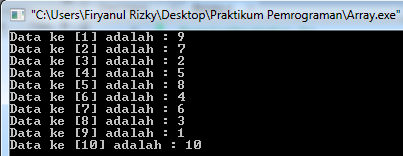 "C:\Users\Firyanul Rizky\Desktop\Praktikum Pemrograman\Array.exe"
Data ke [1] adalah : 9
Data ke [2] adalah : 7
Data ke [3] adalah : 2
Data ke [4] adalah : 5
Data ke [5] adalah : 8
Data ke [6] adalah : 4
Data ke [7] adalah : 6
Data ke [8] adalah : 3
Data ke [9] adalah : 1
Data ke [10] adalah : 10